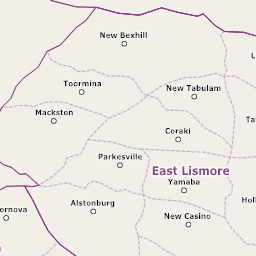 New Bexhill
Toormina
New Tabulam
Mackston
Coraki
Parkesville
East Lismore
Yamaba
Alstonburg
New Casino